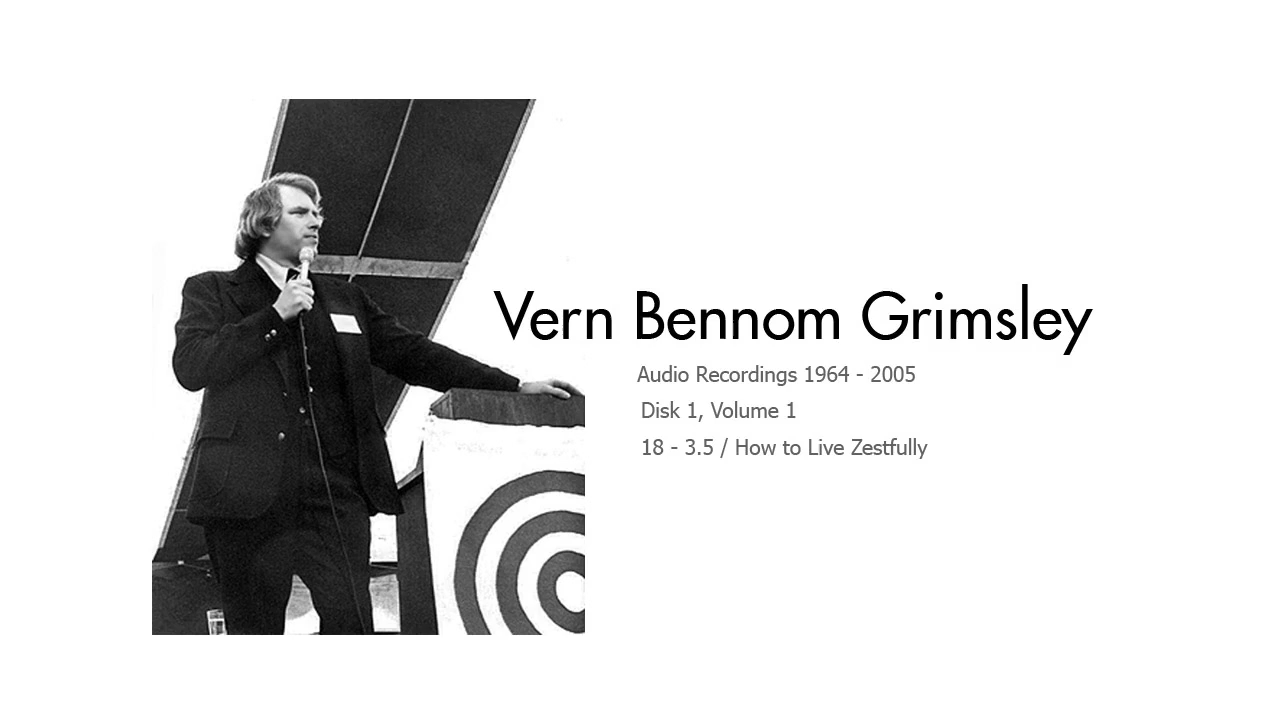 Vern Bennom Grimsley
Audio Recordings 1964 - 2005
Disk 1, Volume 1
18 - 3.5 / How to Live Zestfully